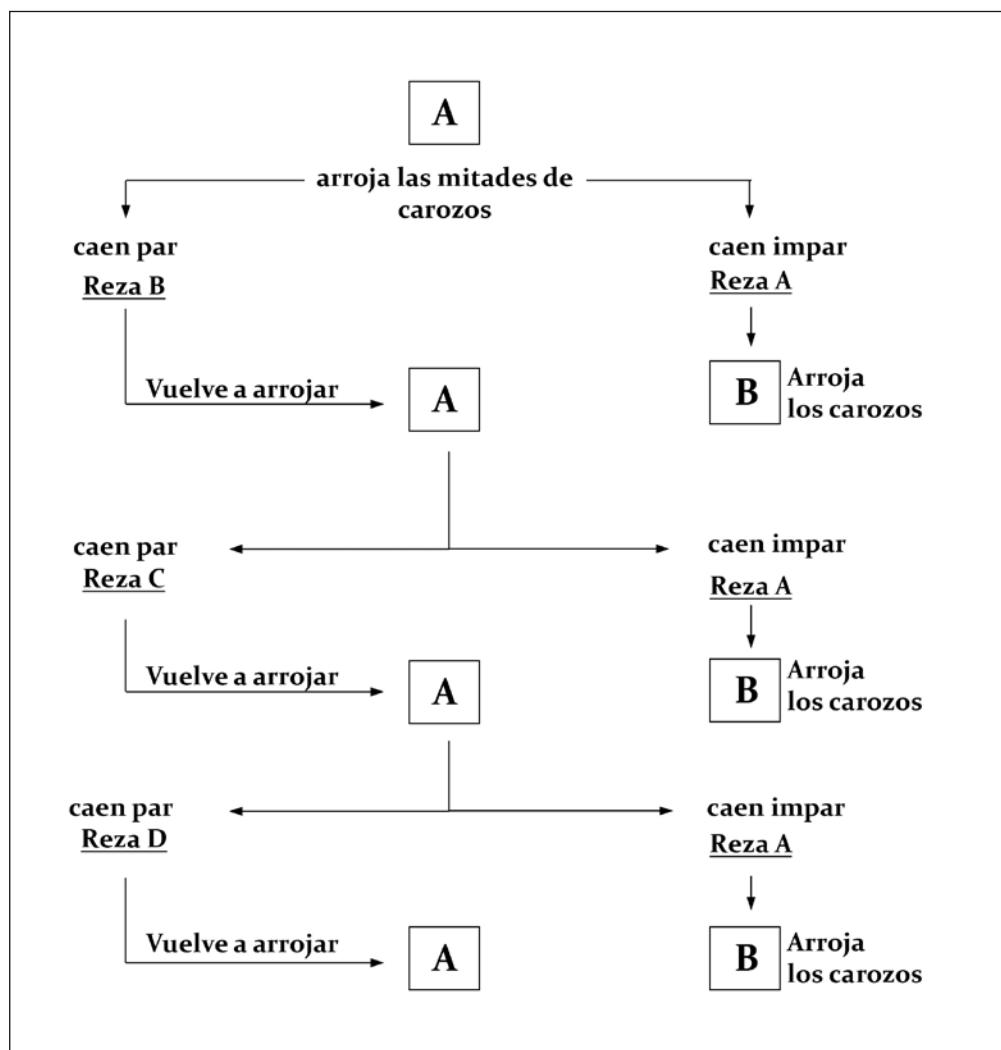 A
arroja las mitades de
carozos
caen par
Reza B
caen impar
Reza A
Vuelve a arrojar
A
B
Arroja
los carozos
caen par
Reza C
caen impar
Reza A
Vuelve a arrojar
A
B
Arroja
los carozos
caen par
Reza D
caen impar
Reza A
Vuelve a arrojar
A
B
Arroja
los carozos